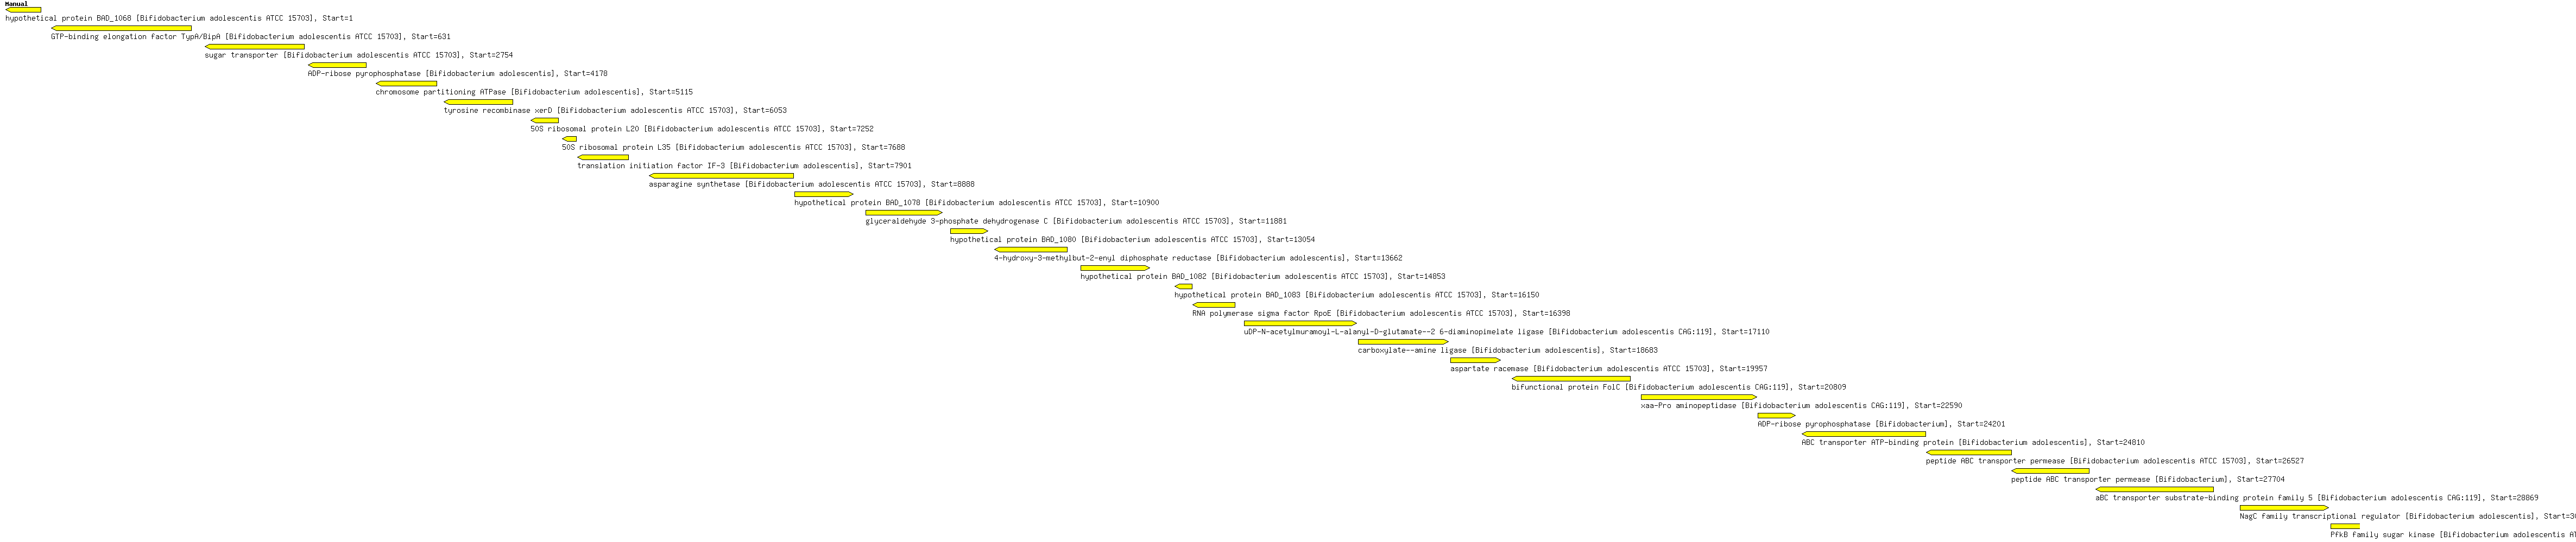 Manual
hypothetical protein BAD_1068 [Bifidobacterium adolescentis ATCC 15703], Start=1
GTP-binding elongation factor TypA/BipA [Bifidobacterium adolescentis ATCC 15703], Start=631
sugar transporter [Bifidobacterium adolescentis ATCC 15703], Start=2754
ADP-ribose pyrophosphatase [Bifidobacterium adolescentis], Start=4178
chromosome partitioning ATPase [Bifidobacterium adolescentis], Start=5115
tyrosine recombinase xerD [Bifidobacterium adolescentis ATCC 15703], Start=6053
50S ribosomal protein L20 [Bifidobacterium adolescentis ATCC 15703], Start=7252
50S ribosomal protein L35 [Bifidobacterium adolescentis ATCC 15703], Start=7688
translation initiation factor IF-3 [Bifidobacterium adolescentis], Start=7901
asparagine synthetase [Bifidobacterium adolescentis ATCC 15703], Start=8888
hypothetical protein BAD_1078 [Bifidobacterium adolescentis ATCC 15703], Start=10900
glyceraldehyde 3-phosphate dehydrogenase C [Bifidobacterium adolescentis ATCC 15703], Start=11881
hypothetical protein BAD_1080 [Bifidobacterium adolescentis ATCC 15703], Start=13054
4-hydroxy-3-methylbut-2-enyl diphosphate reductase [Bifidobacterium adolescentis], Start=13662
hypothetical protein BAD_1082 [Bifidobacterium adolescentis ATCC 15703], Start=14853
hypothetical protein BAD_1083 [Bifidobacterium adolescentis ATCC 15703], Start=16150
RNA polymerase sigma factor RpoE [Bifidobacterium adolescentis ATCC 15703], Start=16398
uDP-N-acetylmuramoyl-L-alanyl-D-glutamate--2 6-diaminopimelate ligase [Bifidobacterium adolescentis CAG:119], Start=17110
carboxylate--amine ligase [Bifidobacterium adolescentis], Start=18683
aspartate racemase [Bifidobacterium adolescentis ATCC 15703], Start=19957
bifunctional protein FolC [Bifidobacterium adolescentis CAG:119], Start=20809
xaa-Pro aminopeptidase [Bifidobacterium adolescentis CAG:119], Start=22590
ADP-ribose pyrophosphatase [Bifidobacterium], Start=24201
ABC transporter ATP-binding protein [Bifidobacterium adolescentis], Start=24810
peptide ABC transporter permease [Bifidobacterium adolescentis ATCC 15703], Start=26527
peptide ABC transporter permease [Bifidobacterium], Start=27704
aBC transporter substrate-binding protein family 5 [Bifidobacterium adolescentis CAG:119], Start=28869
NagC family transcriptional regulator [Bifidobacterium adolescentis], Start=3
PfkB family sugar kinase [Bifidobacterium adolescentis